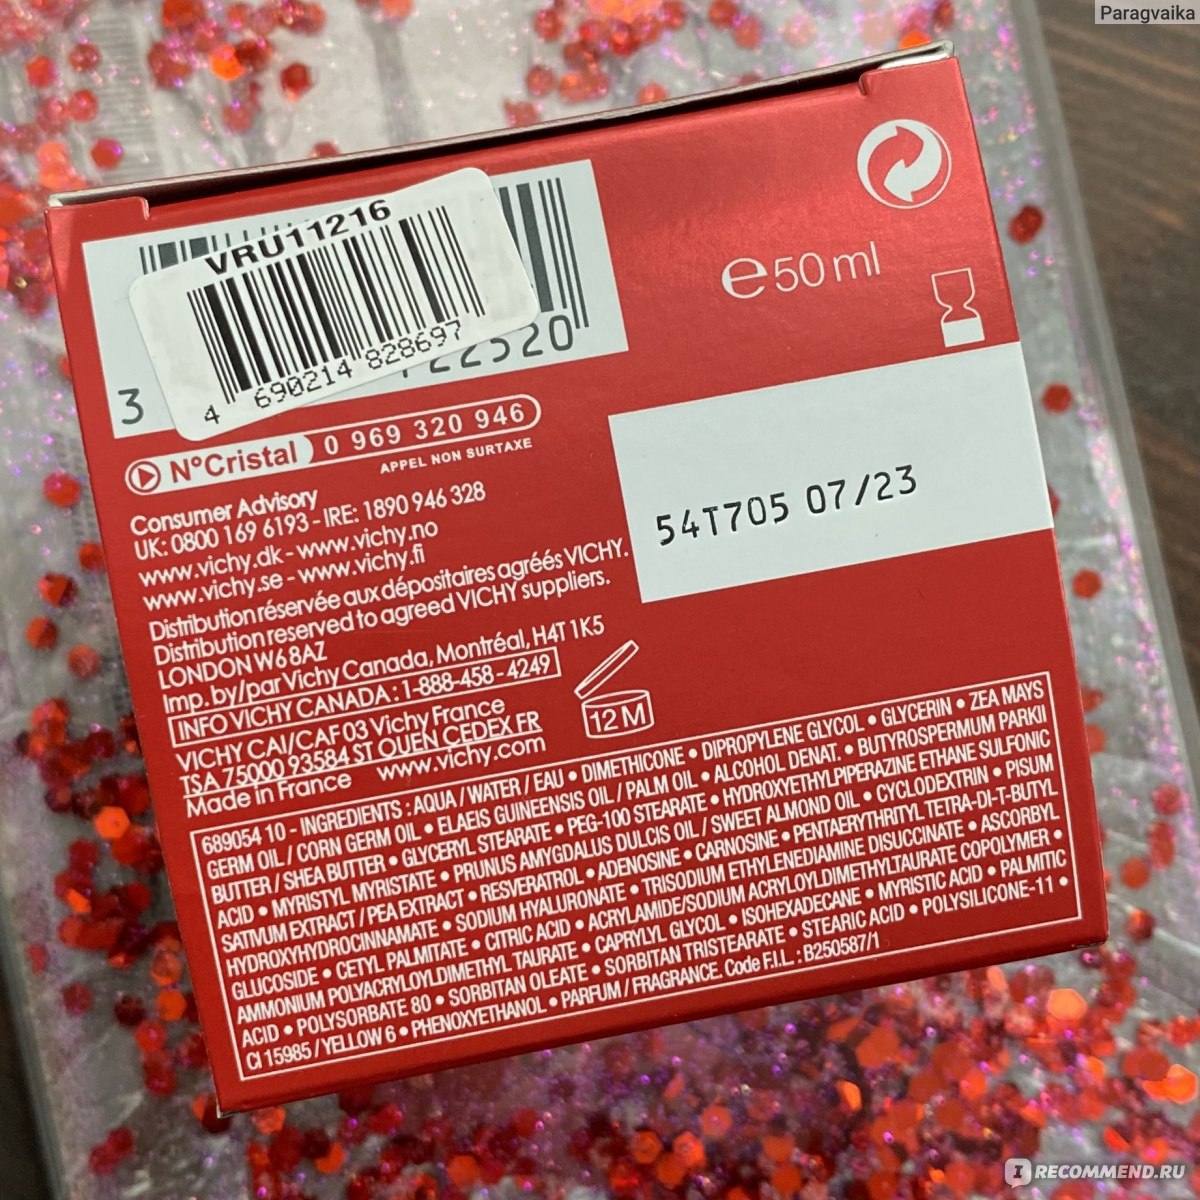 Paragvaika
VRU11216
4 690214 828697
3 22520
℮50 ml
N°Cristal 0 969 320 946
APPEL NON SURTAXE
Consumer Advisory
UK: 0800 169 6193 - IRE: 1890 946 328
www.vichy.dk - www.vichy.no
www.vichy.se - www.vichy.fi
Distribution réservée aux dépositaires agréés VICHY.
Distribution reserved to agreed VICHY suppliers.
LONDON W6 8AZ
Imp. by/par Vichy Canada, Montréal, H4T 1K5
INFO VICHY CANADA : 1-888-458-4249
VICHY CAI/CAF 03 Vichy France
TSA 75000 93584 ST OUEN CEDEX FR
Made in France www.vichy.com
54T705 07/23
12 M
689054 10 - INGREDIENTS : AQUA / WATER / EAU • DIMETHICONE • DIPROPYLENE GLYCOL • GLYCERIN • ZEA MAYS
GERM OIL / CORN GERM OIL • ELAEIS GUINEENSIS OIL / PALM OIL • ALCOHOL DENAT. • BUTYROSPERMUM PARKII
BUTTER / SHEA BUTTER • GLYCERYL STEARATE • PEG-100 STEARATE • HYDROXYETHYLPIPERAZINE ETHANE SULFONIC
ACID • MYRISTYL MYRISTATE • PRUNUS AMYGDALUS DULCIS OIL / SWEET ALMOND OIL • CYCLODEXTRIN • PISUM
SATIVUM EXTRACT / PEA EXTRACT • RESVERATROL • ADENOSINE • CARNOSINE • PENTAERYTHRITYL TETRA-DI-T-BUTYL
HYDROXYHYDROCINNAMATE • SODIUM HYALURONATE • TRISODIUM ETHYLENEDIAMINE DISUCCINATE • ASCORBYL
GLUCOSIDE • CETYL PALMITATE • CITRIC ACID • ACRYLAMIDE/SODIUM ACRYLOYLDIMETHYLTAURATE COPOLYMER •
AMMONIUM POLYACRYLOYLDIMETHYL TAURATE • CAPRYLYL GLYCOL • ISOHEXADECANE • MYRISTIC ACID • PALMITIC
ACID • POLYSORBATE 80 • SORBITAN OLEATE • SORBITAN TRISTEARATE • STEARIC ACID • POLYSILICONE-11 •
CI 15985 / YELLOW 6 • PHENOXYETHANOL • PARFUM / FRAGRANCE. Code F.I.L. : B250587/1
IRECOMMEND.RU